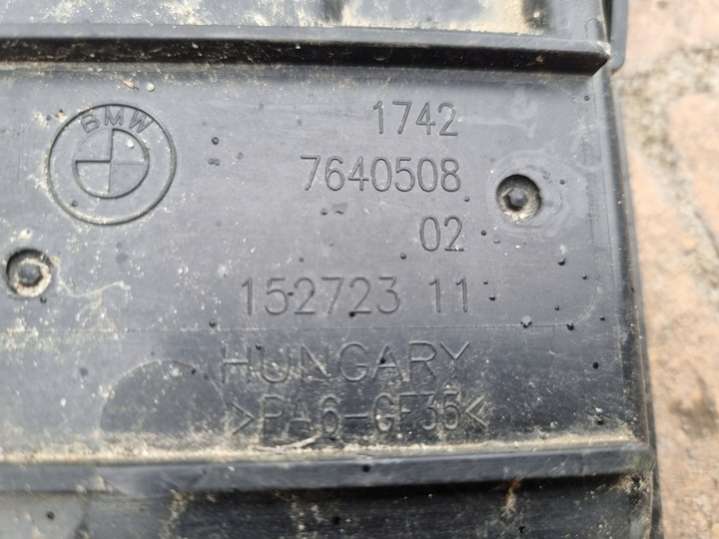 BMW
1742
7640508
02
152723 11
HUNGARY
>PA6-GF35<